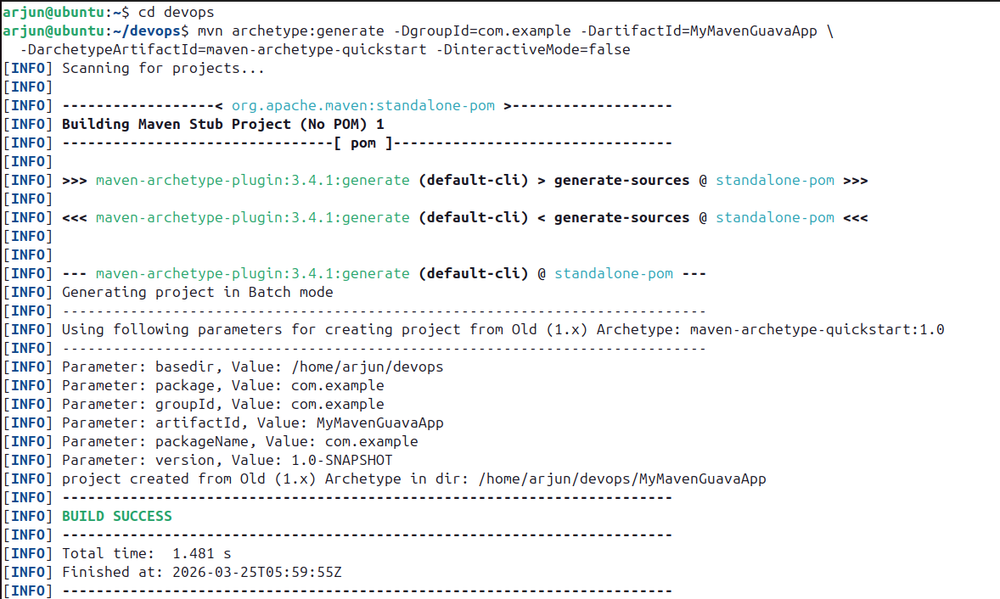 arjun@ubuntu:~$ cd devops
arjun@ubuntu:~/devops$ mvn archetype:generate -DgroupId=com.example -DartifactId=MyMavenGuavaApp \
  -DarchetypeArtifactId=maven-archetype-quickstart -DinteractiveMode=false
[INFO] Scanning for projects...
[INFO]
[INFO] ------------------< org.apache.maven:standalone-pom >-------------------
[INFO] Building Maven Stub Project (No POM) 1
[INFO] --------------------------------[ pom ]---------------------------------
[INFO]
[INFO] >>> maven-archetype-plugin:3.4.1:generate (default-cli) > generate-sources @ standalone-pom >>>
[INFO]
[INFO] <<< maven-archetype-plugin:3.4.1:generate (default-cli) < generate-sources @ standalone-pom <<<
[INFO]
[INFO]
[INFO] --- maven-archetype-plugin:3.4.1:generate (default-cli) @ standalone-pom ---
[INFO] Generating project in Batch mode
[INFO] ----------------------------------------------------------------------------
[INFO] Using following parameters for creating project from Old (1.x) Archetype: maven-archetype-quickstart:1.0
[INFO] ----------------------------------------------------------------------------
[INFO] Parameter: basedir, Value: /home/arjun/devops
[INFO] Parameter: package, Value: com.example
[INFO] Parameter: groupId, Value: com.example
[INFO] Parameter: artifactId, Value: MyMavenGuavaApp
[INFO] Parameter: packageName, Value: com.example
[INFO] Parameter: version, Value: 1.0-SNAPSHOT
[INFO] project created from Old (1.x) Archetype in dir: /home/arjun/devops/MyMavenGuavaApp
[INFO] ------------------------------------------------------------------------
[INFO] BUILD SUCCESS
[INFO] ------------------------------------------------------------------------
[INFO] Total time:  1.481 s
[INFO] Finished at: 2026-03-25T05:59:55Z
[INFO] ------------------------------------------------------------------------